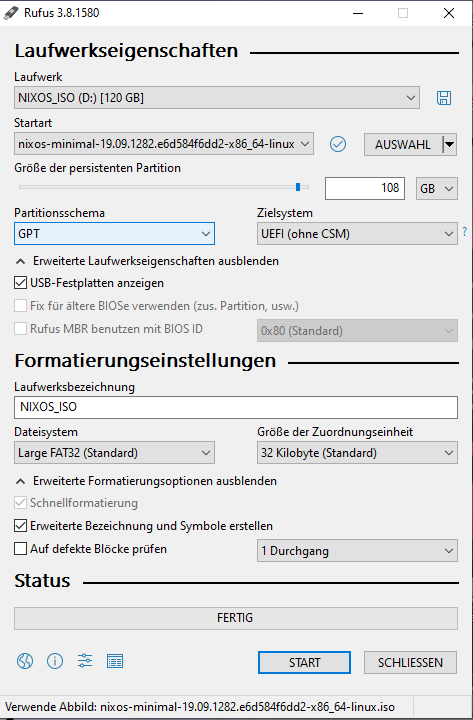 Rufus 3.8.1580
Laufwerkseigenschaften
Laufwerk
NIXOS_ISO (D:) [120 GB]
Startart
nixos-minimal-19.09.1282.e6d584f6dd2-x86_64-linux
AUSWAHL
Größe der persistenten Partition
108 GB
Partitionsschema Zielsystem
GPT UEFI (ohne CSM) ?
Erweiterte Laufwerkseigenschaften ausblenden
USB-Festplatten anzeigen
Fix für ältere BIOSe verwenden (zus. Partition, usw.)
Rufus MBR benutzen mit BIOS ID 0x80 (Standard)
Formatierungseinstellungen
Laufwerksbezeichnung
NIXOS_ISO
Dateisystem Größe der Zuordnungseinheit
Large FAT32 (Standard) 32 Kilobyte (Standard)
Erweiterte Formatierungsoptionen ausblenden
Schnellformatierung
Erweiterte Bezeichnung und Symbole erstellen
Auf defekte Blöcke prüfen 1 Durchgang
Status
FERTIG
START SCHLIESSEN
Verwende Abbild: nixos-minimal-19.09.1282.e6d584f6dd2-x86_64-linux.iso